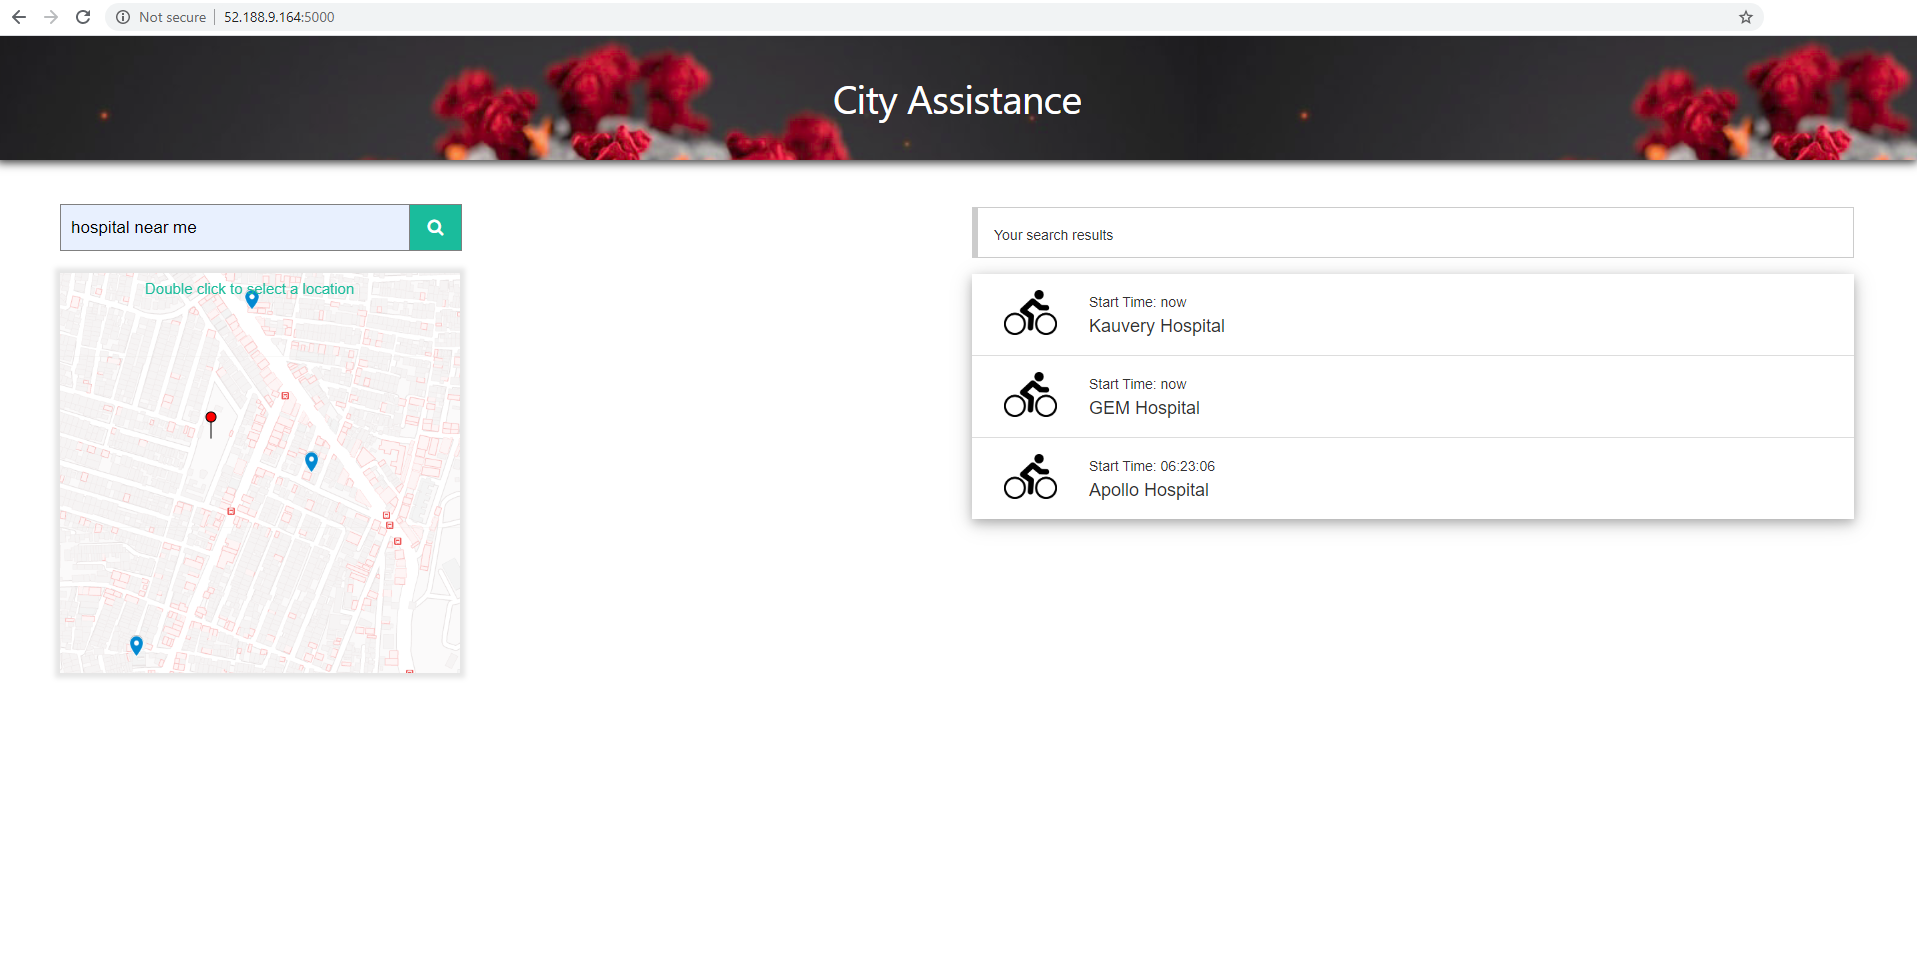 Not secure
52.188.9.164:5000
City Assistance
hospital near me
Double click to select a location
Your search results
Start Time: now
Kauvery Hospital
Start Time: now
GEM Hospital
Start Time: 06:23:06
Apollo Hospital